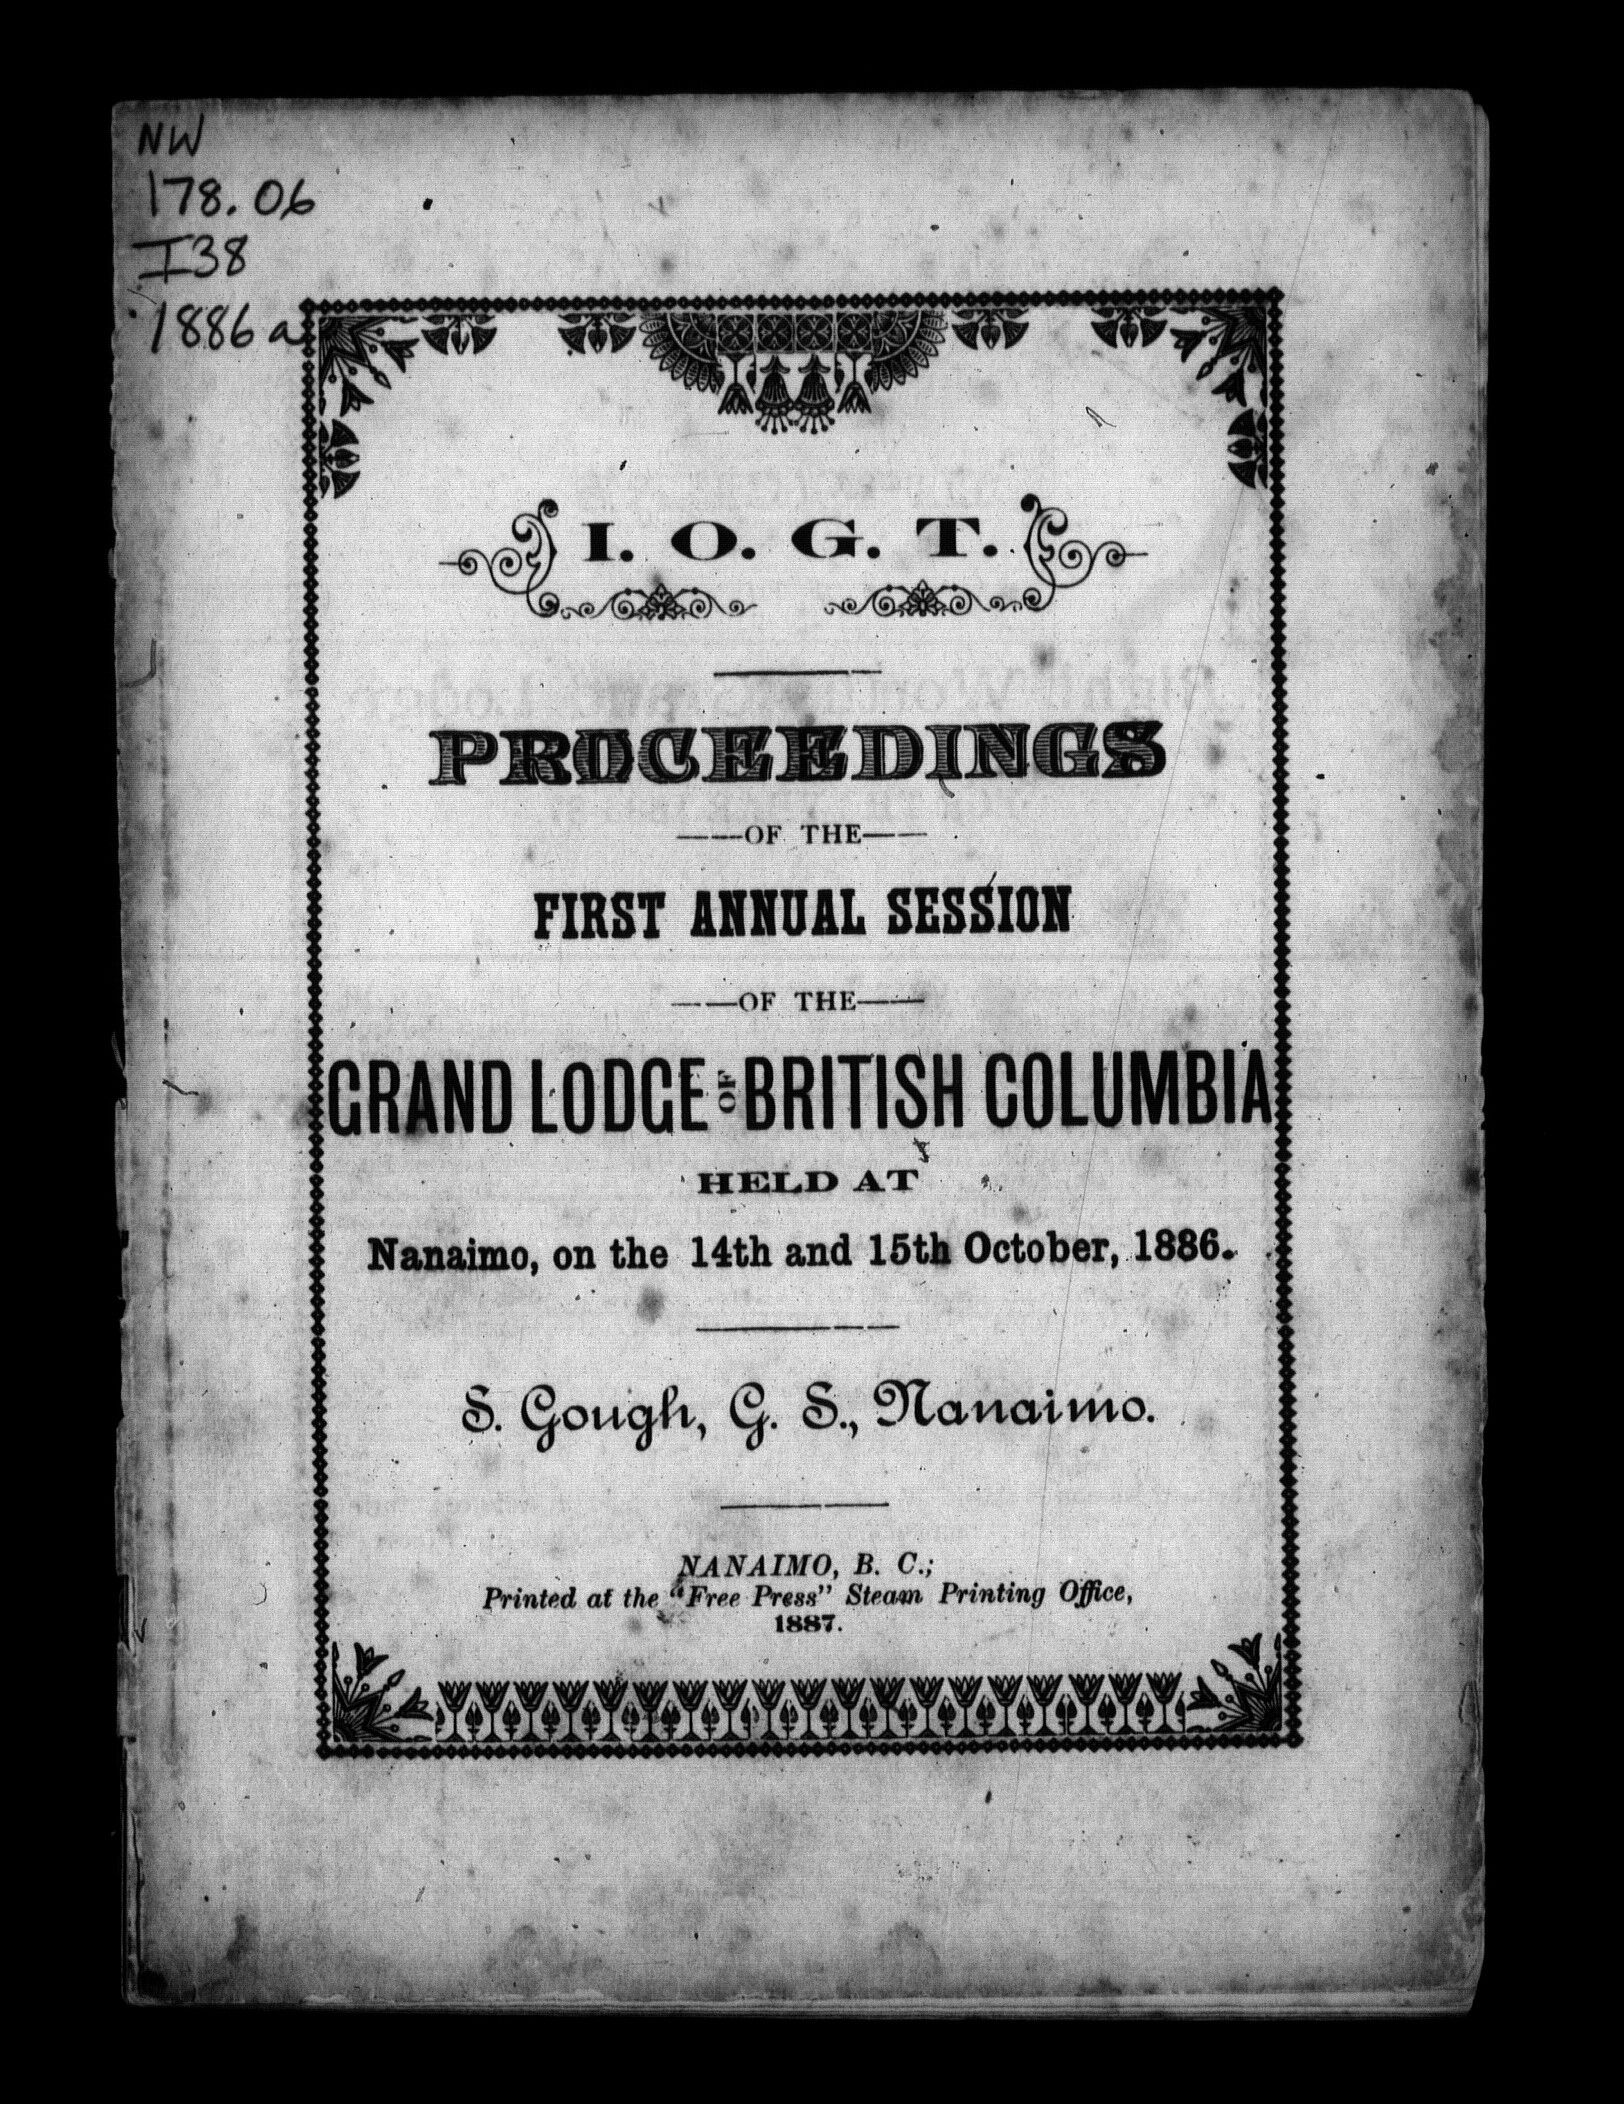 NW
178.06
I38
1886 a
I. O. G. T.
PROCEEDINGS
——OF THE——
FIRST ANNUAL SESSION
——OF THE——
GRAND LODGE OF BRITISH COLUMBIA
HELD AT
Nanaimo, on the 14th and 15th October, 1886.
S. Gough, G. S., Nanaimo.
NANAIMO, B. C.;
Printed at the "Free Press" Steam Printing Office,
1887.